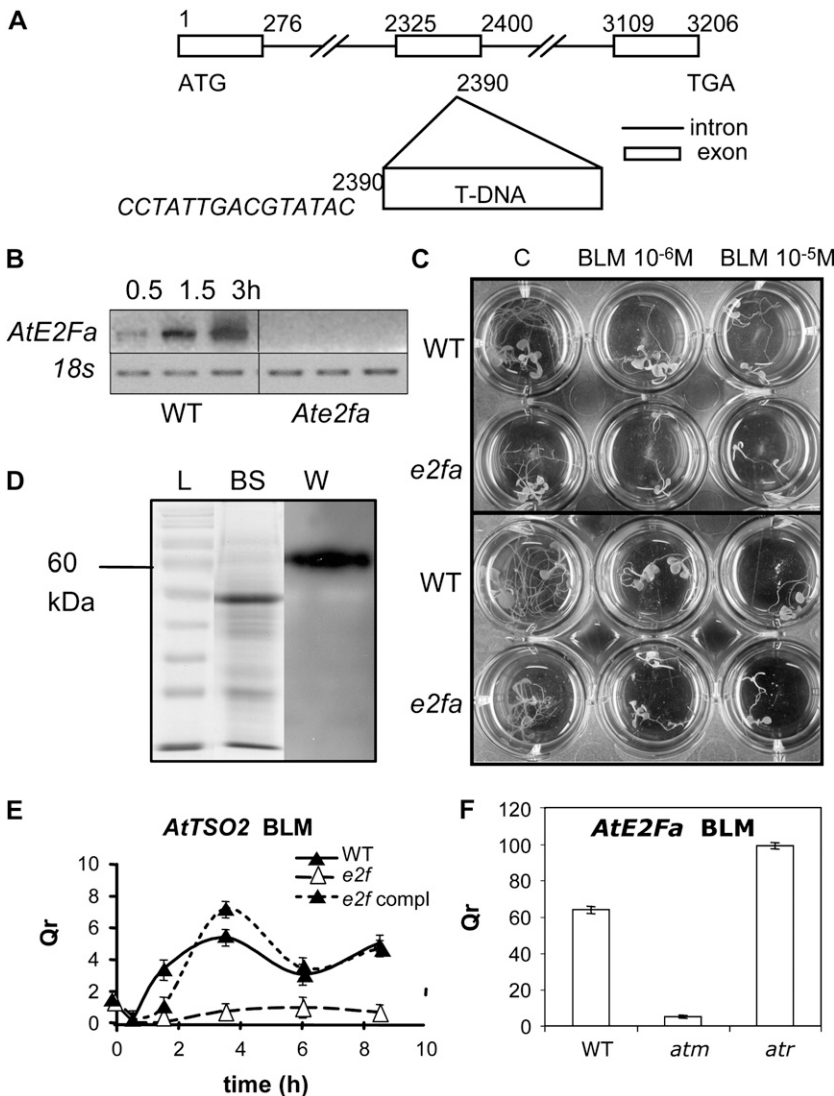 A
1 276 2325 2400 3109 3206
ATG 2390 TGA
intron
exon
2390
T-DNA
CCTATTGACGTATAC
B
0.5 1.5 3h
AtE2Fa
18s
WT Ate2fa
C
C BLM 10-6M BLM 10-5M
WT
e2fa
WT
e2fa
D
L BS W
60
kDa
E
AtTSO2 BLM
WT
e2f
e2f compl
Qr
10
8
6
4
2
0
0 2 4 6 8 10
time (h)
F
AtE2Fa BLM
Qr
120
100
80
60
40
20
0
WT atm atr